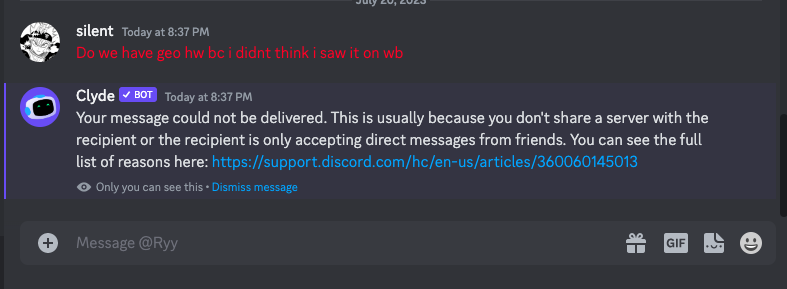 July 20, 2023
silent Today at 8:37 PM
Do we have geo hw bc i didnt think i saw it on wb
Clyde ✓ BOT Today at 8:37 PM
Your message could not be delivered. This is usually because you don't share a server with the
recipient or the recipient is only accepting direct messages from friends. You can see the full
list of reasons here: https://support.discord.com/hc/en-us/articles/360060145013
Only you can see this • Dismiss message
Message @Ryy
GIF